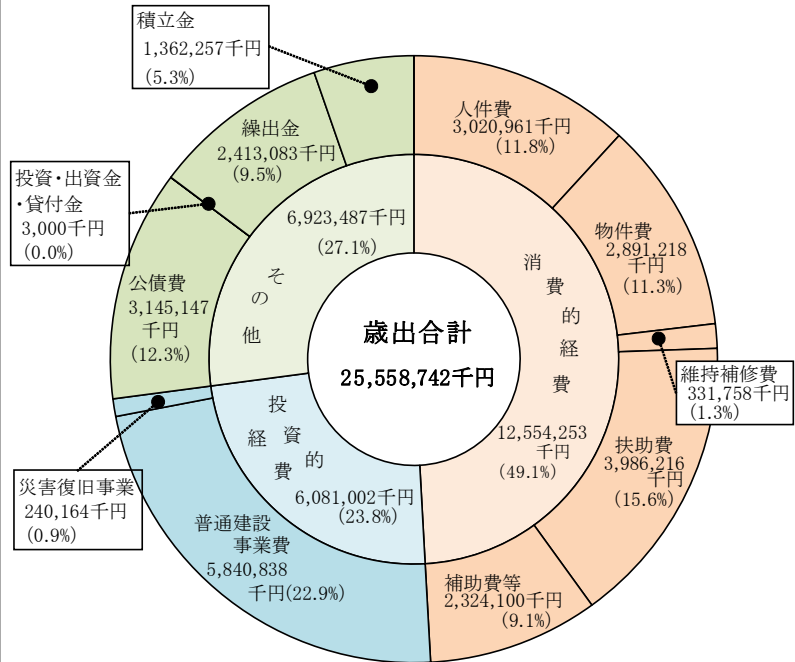 積立金
1,362,257千円
(5.3%)
人件費
3,020,961千円
(11.8%)
繰出金
2,413,083千円
(9.5%)
投資・出資金
・貸付金
3,000千円
(0.0%)
6,923,487千円
(27.1%)
その他
物件費
2,891,218
千円
(11.3%)
消費的経費
公債費
3,145,147
千円
(12.3%)
歳出合計
25,558,742千円
維持補修費
331,758千円
(1.3%)
投資的
経費
12,554,253
千円
(49.1%)
扶助費
3,986,216
千円
(15.6%)
災害復旧事業
240,164千円
(0.9%)
6,081,002千円
(23.8%)
普通建設
事業費
5,840,838
千円(22.9%)
補助費等
2,324,100千円
(9.1%)